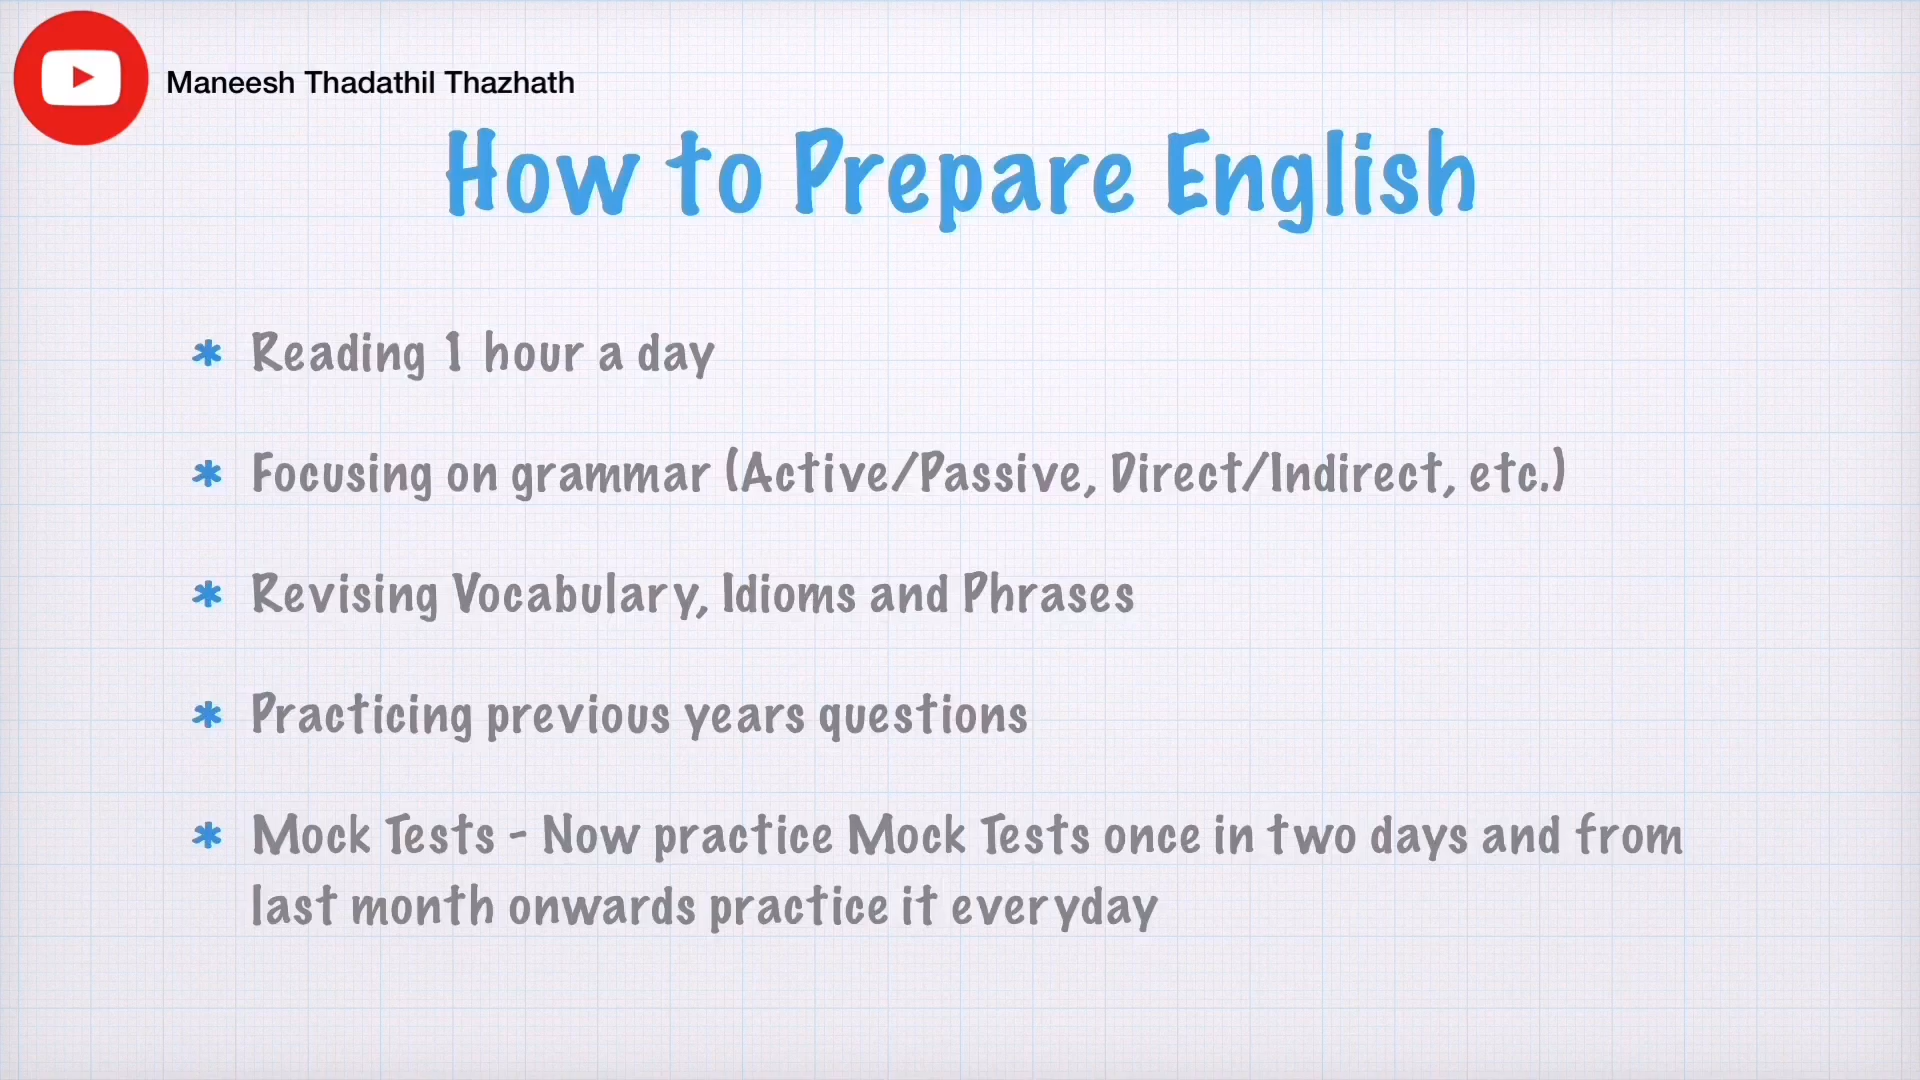 Maneesh Thadathil Thazhath
How to Prepare English
* Reading 1 hour a day
* Focusing on grammar (Active/Passive, Direct/Indirect, etc.)
* Revising Vocabulary, Idioms and Phrases
* Practicing previous years questions
* Mock Tests - Now practice Mock Tests once in two days and from
last month onwards practice it everyday